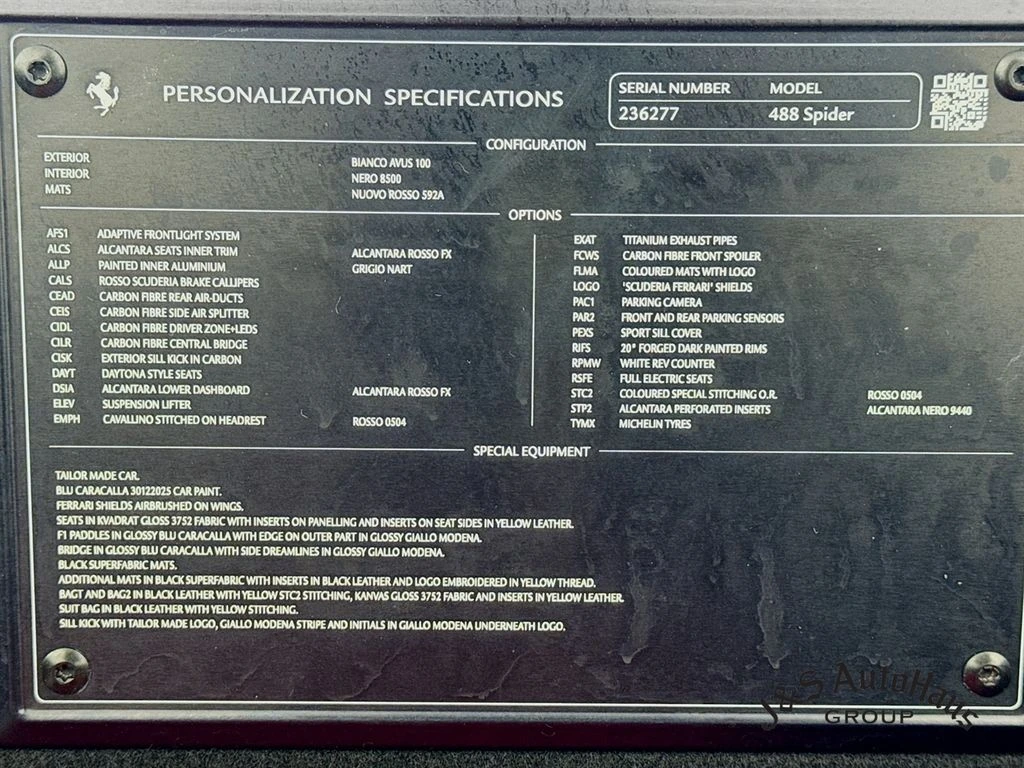 PERSONALIZATION SPECIFICATIONS
SERIAL NUMBER MODEL
236277 488 Spider
CONFIGURATION
EXTERIOR BIANCO AVUS 100
INTERIOR NERO 8500
MATS NUOVO ROSSO 592A
OPTIONS
AFS1 ADAPTIVE FRONTLIGHT SYSTEM
ALCS ALCANTARA SEATS INNER TRIM ALCANTARA ROSSO FX
ALLP PAINTED INNER ALUMINIUM GRIGIO NART
CALS ROSSO SCUDERIA BRAKE CALLIPERS
CEAD CARBON FIBRE REAR AIR-DUCTS
CEIS CARBON FIBRE SIDE AIR SPLITTER
CIDL CARBON FIBRE DRIVER ZONE+LEDS
CILR CARBON FIBRE CENTRAL BRIDGE
CISK EXTERIOR SILL KICK IN CARBON
DAYT DAYTONA STYLE SEATS
DSIA ALCANTARA LOWER DASHBOARD ALCANTARA ROSSO FX
ELEV SUSPENSION LIFTER
EMPH CAVALLINO STITCHED ON HEADREST ROSSO 0504
EXAT TITANIUM EXHAUST PIPES
FCWS CARBON FIBRE FRONT SPOILER
FLMA COLOURED MATS WITH LOGO
LOGO 'SCUDERIA FERRARI' SHIELDS
PAC1 PARKING CAMERA
PAR2 FRONT AND REAR PARKING SENSORS
PEXS SPORT SILL COVER
RIFS 20" FORGED DARK PAINTED RIMS
RPMW WHITE REV COUNTER
RSFE FULL ELECTRIC SEATS
STC2 COLOURED SPECIAL STITCHING O.R. ROSSO 0504
STP2 ALCANTARA PERFORATED INSERTS ALCANTARA NERO 9440
TYMX MICHELIN TYRES
SPECIAL EQUIPMENT
TAILOR MADE CAR.
BLU CARACALLA 30122025 CAR PAINT.
FERRARI SHIELDS AIRBRUSHED ON WINGS.
SEATS IN KVADRAT GLOSS 3752 FABRIC WITH INSERTS ON PANELLING AND INSERTS ON SEAT SIDES IN YELLOW LEATHER.
F1 PADDLES IN GLOSSY BLU CARACALLA WITH EDGE ON OUTER PART IN GLOSSY GIALLO MODENA.
BRIDGE IN GLOSSY BLU CARACALLA WITH SIDE DREAMLINES IN GLOSSY GIALLO MODENA.
BLACK SUPERFABRIC MATS.
ADDITIONAL MATS IN BLACK SUPERFABRIC WITH INSERTS IN BLACK LEATHER AND LOGO EMBROIDERED IN YELLOW THREAD.
BAGT AND BAG2 IN BLACK LEATHER WITH YELLOW STC2 STITCHING, KANVAS GLOSS 3752 FABRIC AND INSERTS IN YELLOW LEATHER.
SUIT BAG IN BLACK LEATHER WITH YELLOW STITCHING.
SILL KICK WITH TAILOR MADE LOGO, GIALLO MODENA STRIPE AND INITIALS IN GIALLO MODENA UNDERNEATH LOGO.
J&S AutoHaus
GROUP